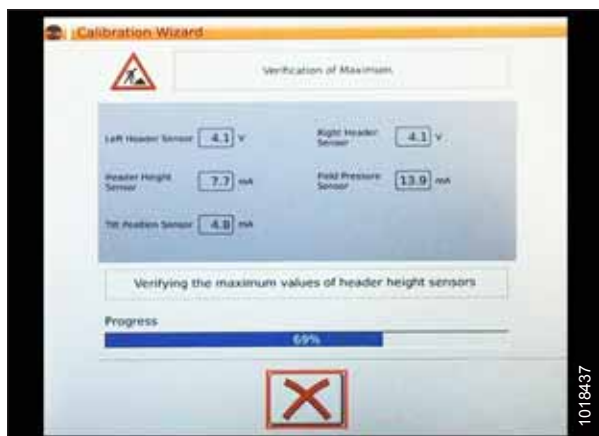 Calibration Wizard
Verification of Maximum.
Left Header Sensor 4.1 V
Right Header Sensor 4.1 V
Header Height Sensor 7.7 mA
Field Pressure Sensor 13.9 mA
Tilt Position Sensor 4.8 mA
Verifying the maximum values of header height sensors
Progress
69%
1018437